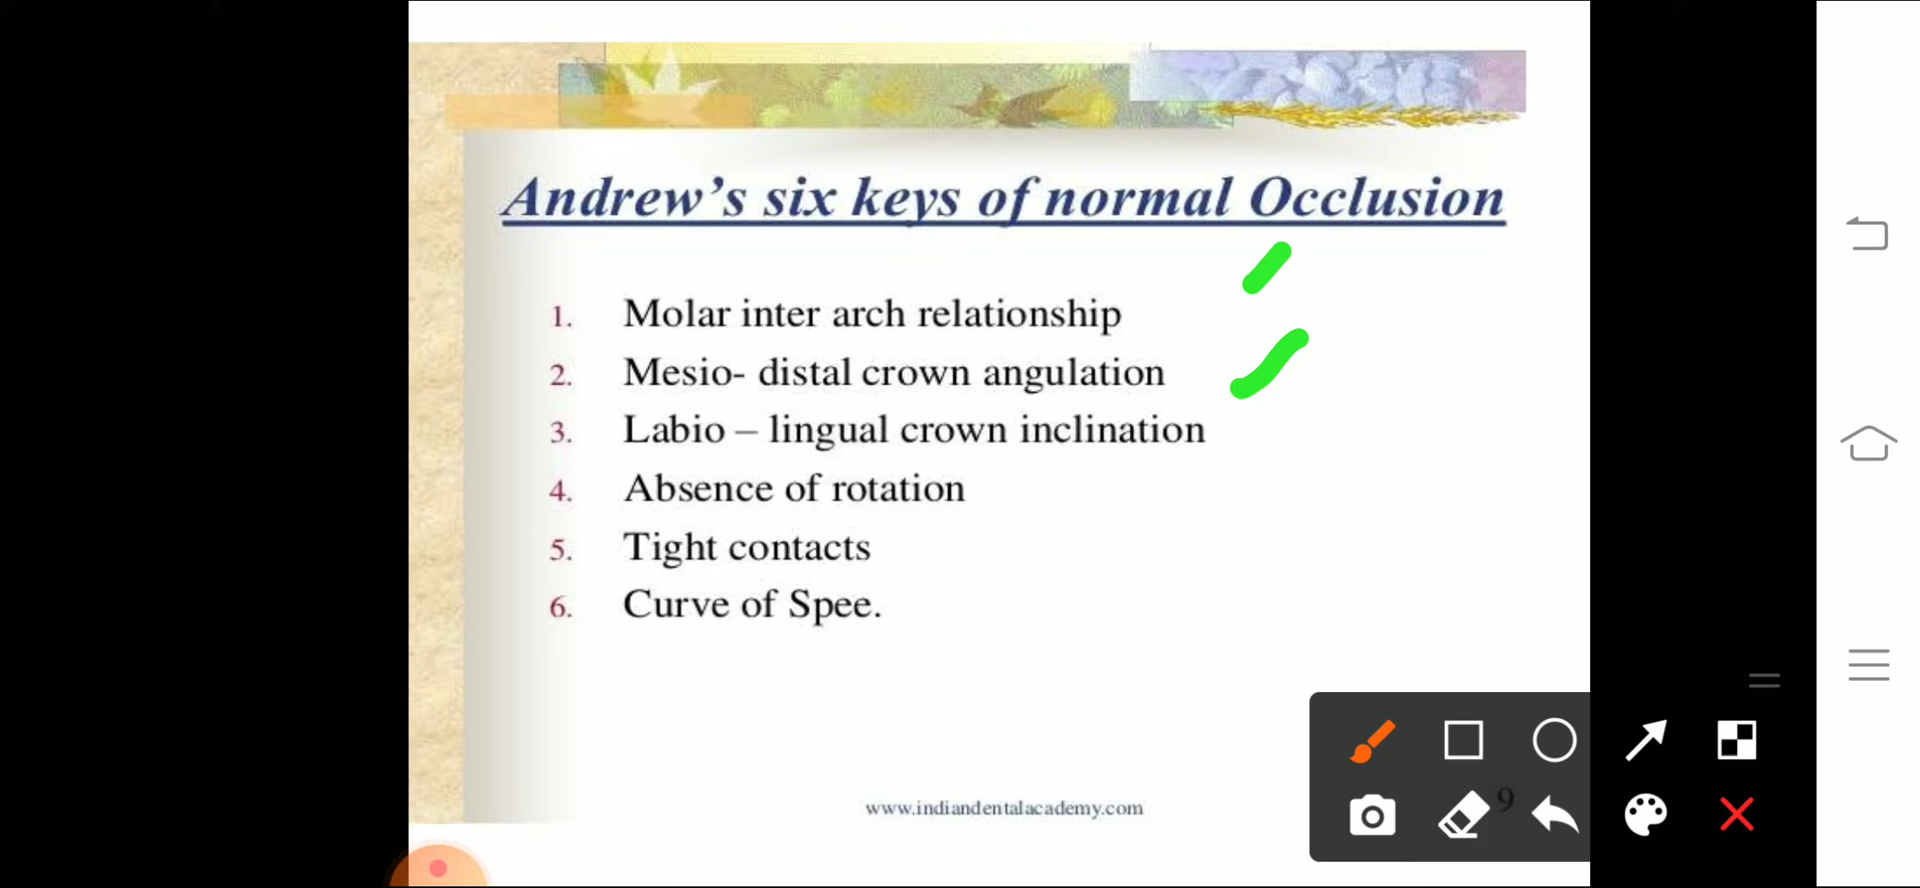 Andrew's six keys of normal Occlusion
1. Molar inter arch relationship
2. Mesio- distal crown angulation
3. Labio – lingual crown inclination
4. Absence of rotation
5. Tight contacts
6. Curve of Spee.
www.indiandentalacademy.com
9